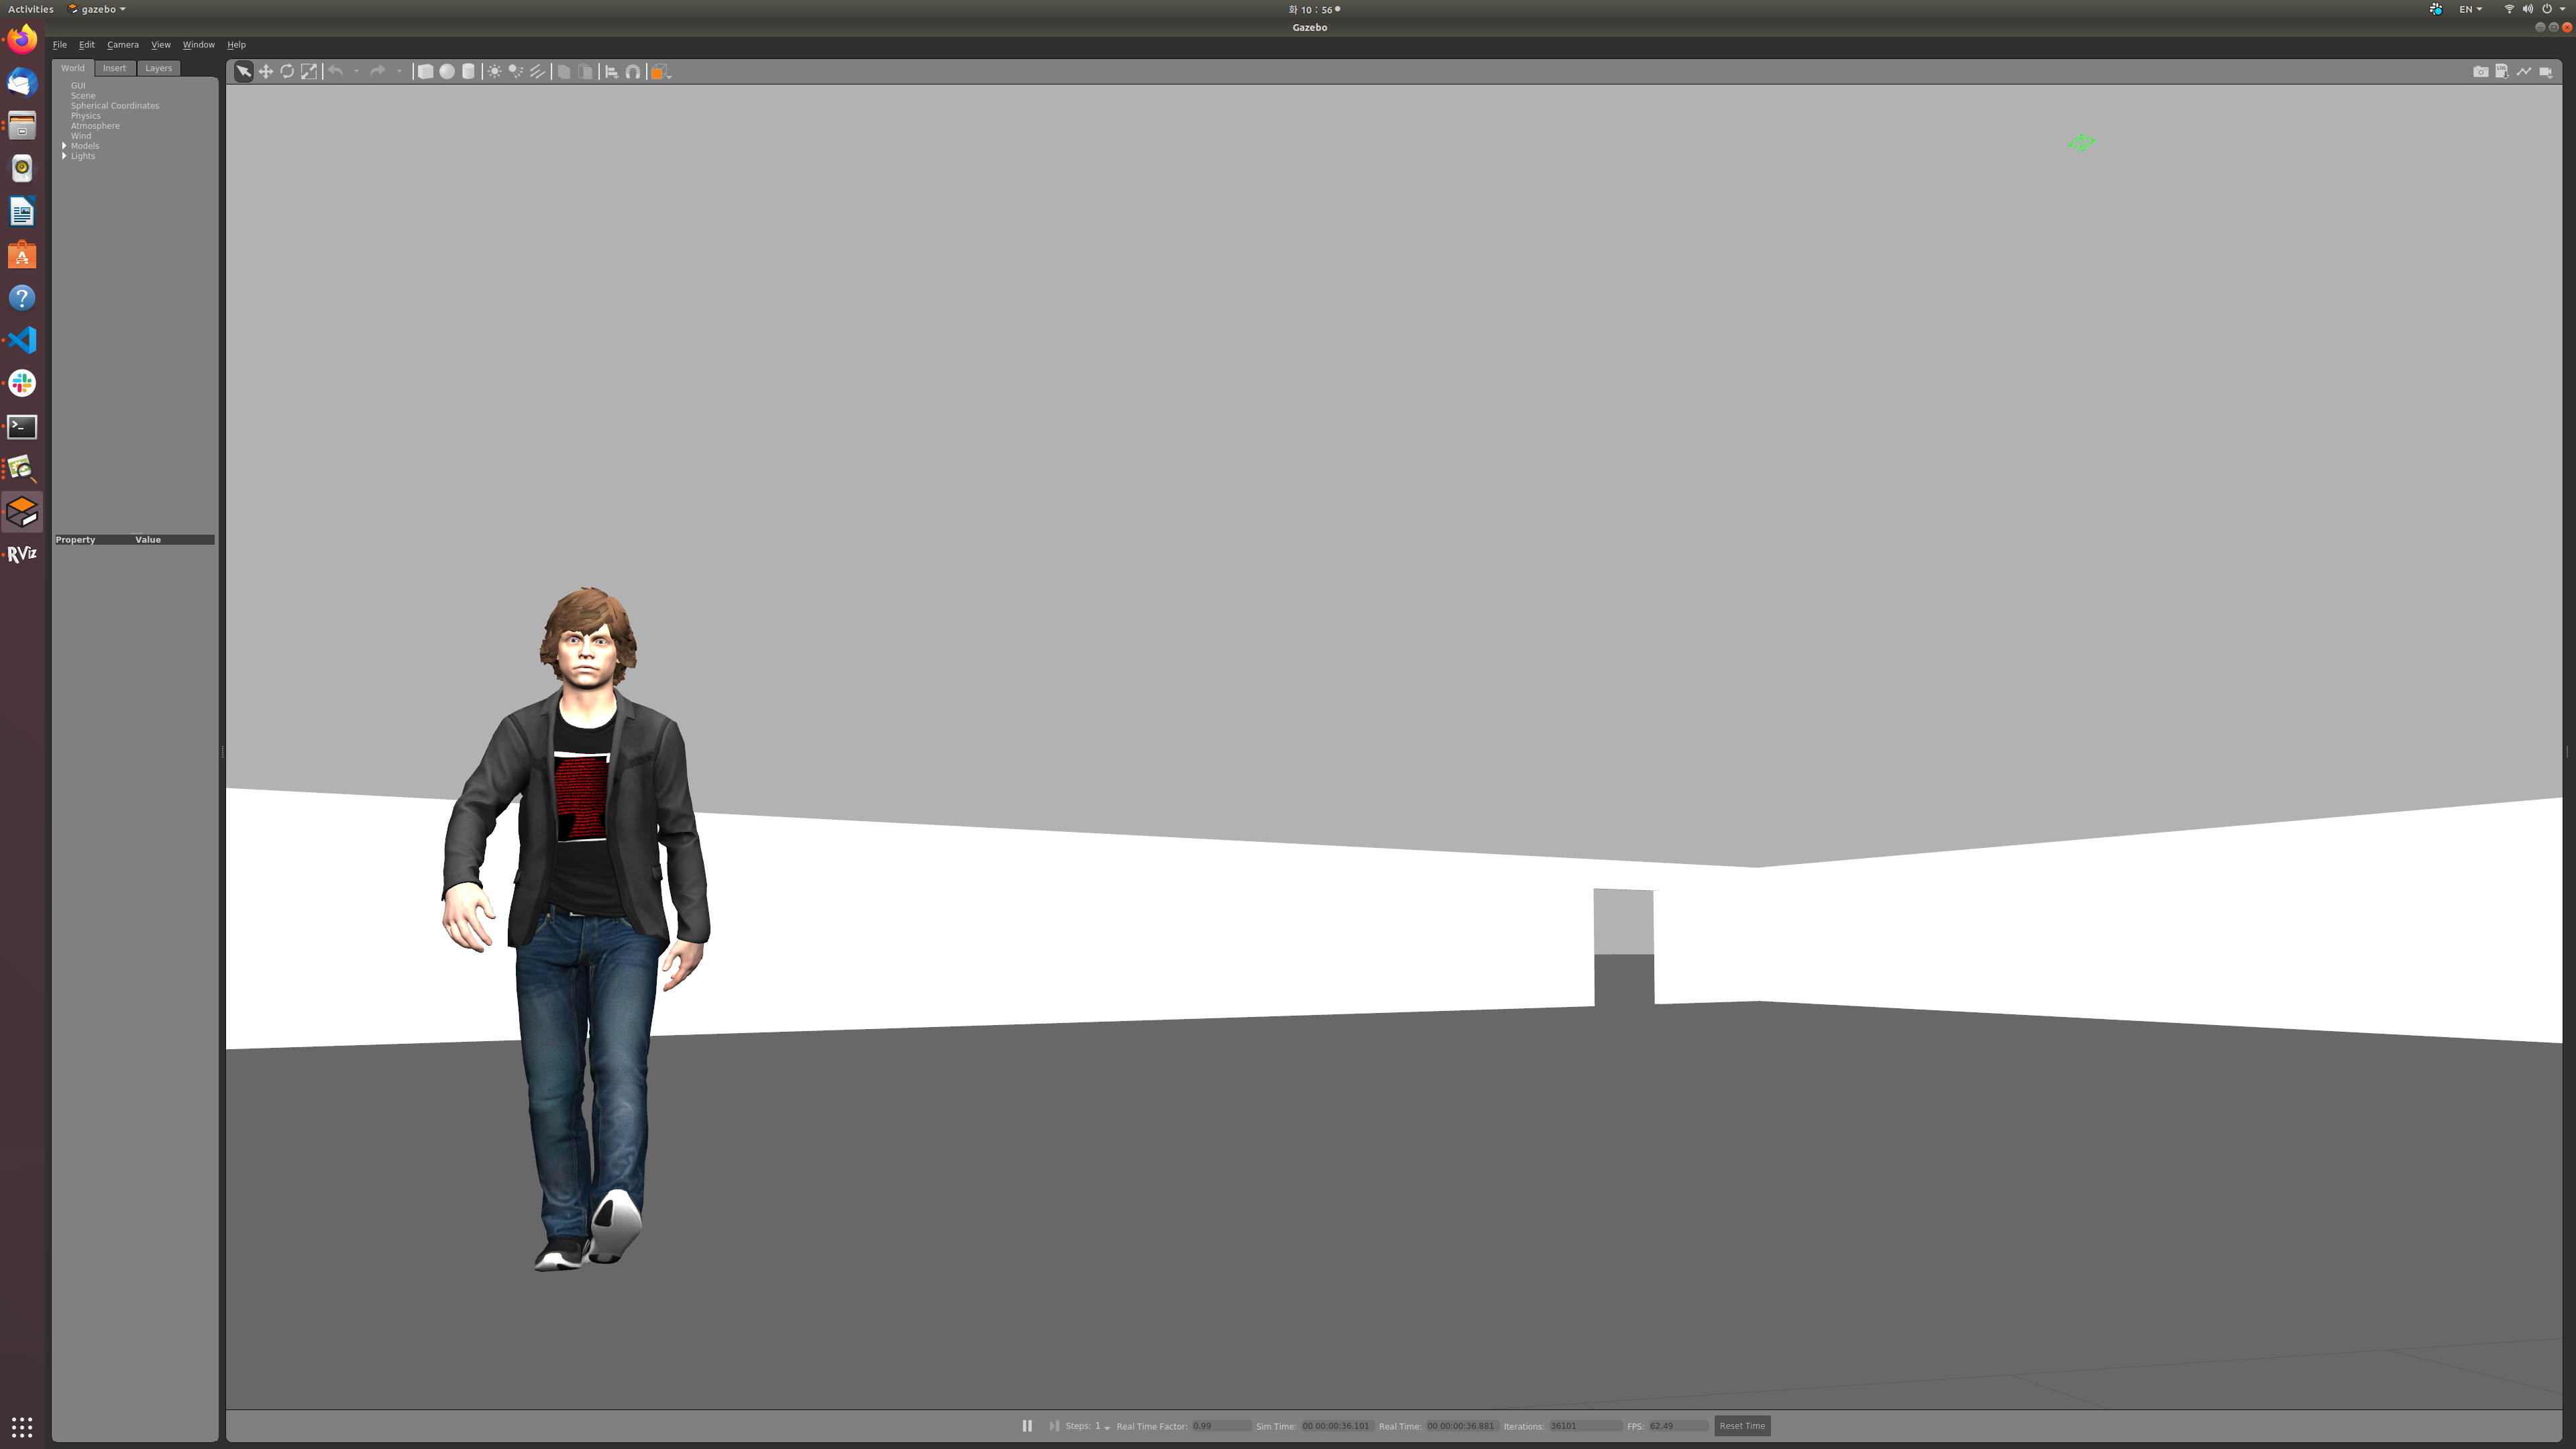 Activities
gazebo
화 10 : 56
EN
Gazebo
File Edit Camera View Window Help
World Insert Layers
GUI
Scene
Spherical Coordinates
Physics
Atmosphere
Wind
Models
Lights
Property Value
RViz
Steps: 1 Real Time Factor: 0.99 Sim Time: 00 00:00:36.101 Real Time: 00 00:00:36.881 Iterations: 36101 FPS: 62.49 Reset Time